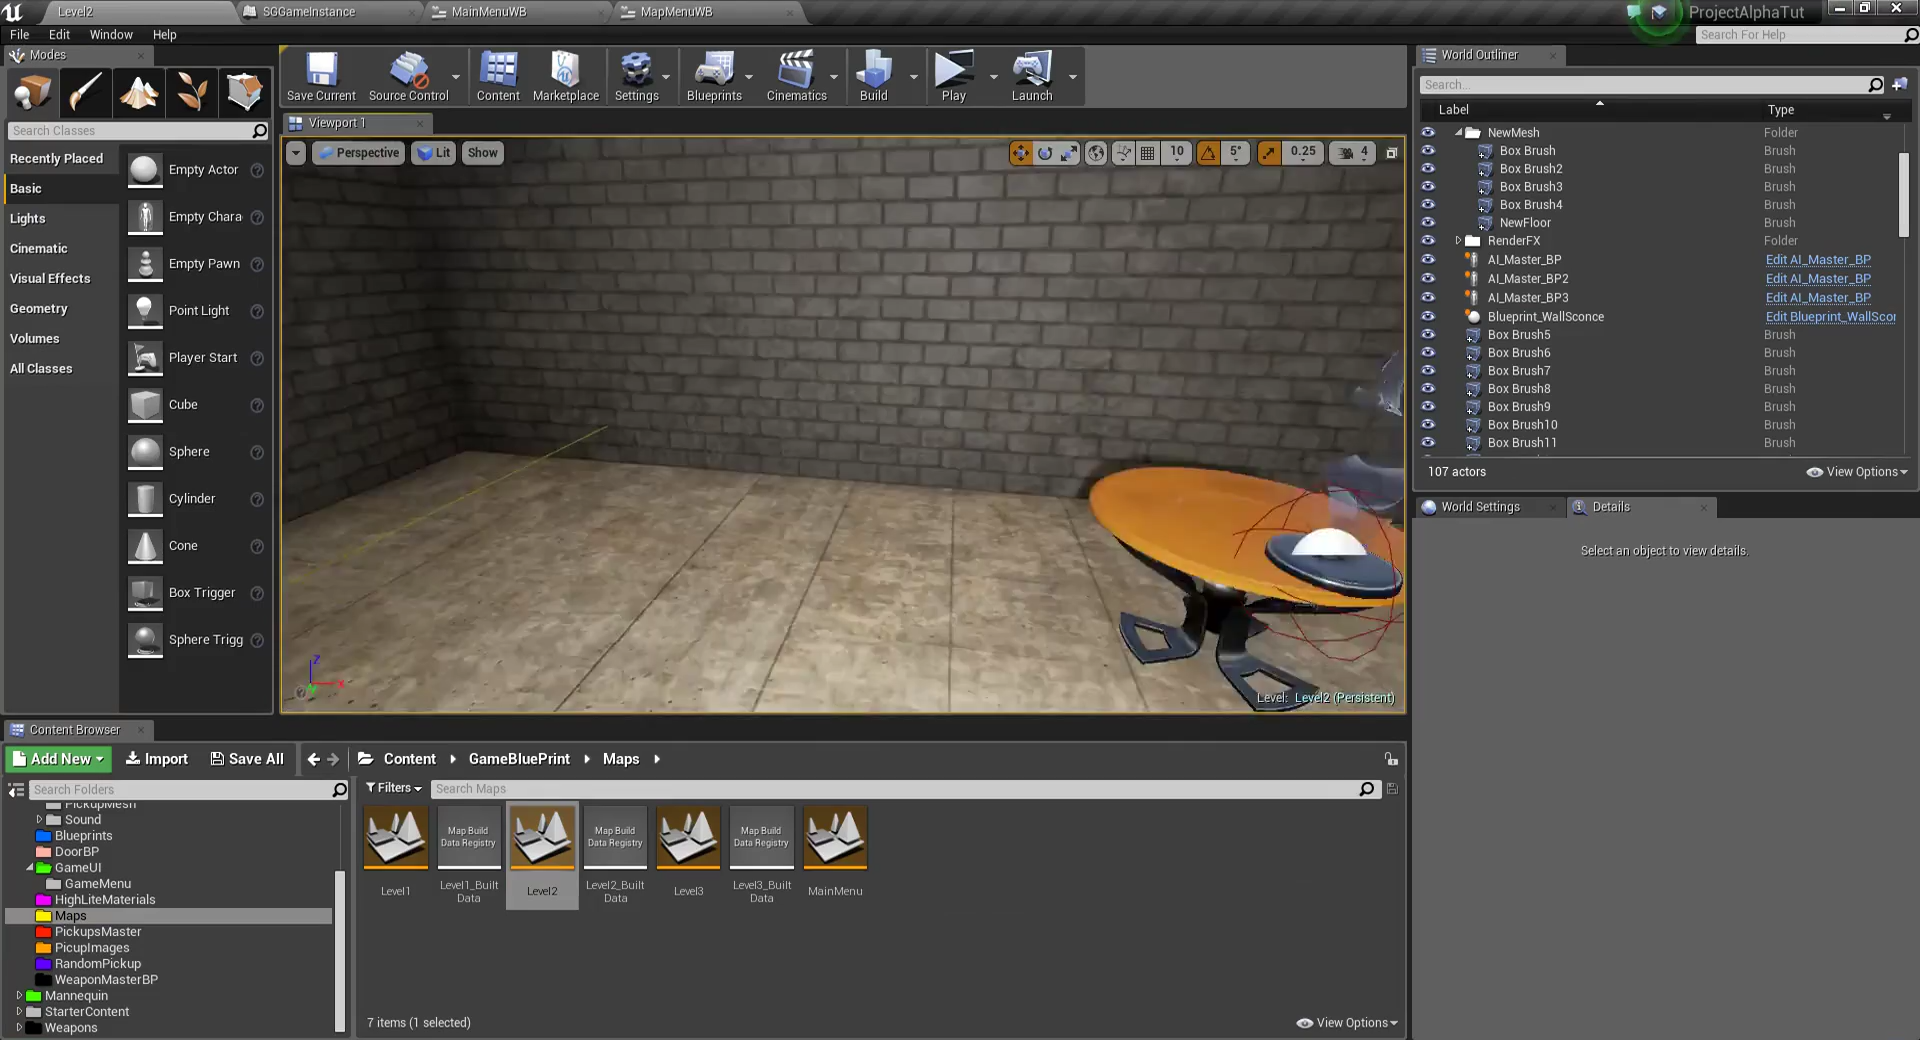 Level2
SGGameInstance
MainMenuWB
MapMenuWB
ProjectAlphaTut
File Edit Window Help
Search For Help
Modes
Save Current
Source Control
Content
Marketplace
Settings
Blueprints
Cinematics
Build
Play
Launch
Search Classes
Recently Placed
Basic
Lights
Cinematic
Visual Effects
Geometry
Volumes
All Classes
Empty Actor
Empty Chara
Empty Pawn
Point Light
Player Start
Cube
Sphere
Cylinder
Cone
Box Trigger
Sphere Trigg
Viewport 1
Perspective Lit Show
10 5° 0.25 4
Z
X
Y
Level: Level2 (Persistent)
World Outliner
Search...
Label Type
NewMesh Folder
Box Brush Brush
Box Brush2 Brush
Box Brush3 Brush
Box Brush4 Brush
NewFloor Brush
RenderFX Folder
AI_Master_BP Edit AI_Master_BP
AI_Master_BP2 Edit AI_Master_BP
AI_Master_BP3 Edit AI_Master_BP
Blueprint_WallSconce Edit Blueprint_WallScor
Box Brush5 Brush
Box Brush6 Brush
Box Brush7 Brush
Box Brush8 Brush
Box Brush9 Brush
Box Brush10 Brush
Box Brush11 Brush
107 actors View Options
World Settings Details
Select an object to view details.
Content Browser
Add New Import Save All Content GameBluePrint Maps
Search Folders
PickupMesh
Sound
Blueprints
DoorBP
GameUI
GameMenu
HighLiteMaterials
Maps
PickupsMaster
PicupImages
RandomPickup
WeaponMasterBP
Mannequin
StarterContent
Weapons
Filters Search Maps
Map Build
Data Registry
Map Build
Data Registry
Map Build
Data Registry
Level1
Level1_Built
Data
Level2
Level2_Built
Data
Level3
Level3_Built
Data
MainMenu
7 items (1 selected) View Options